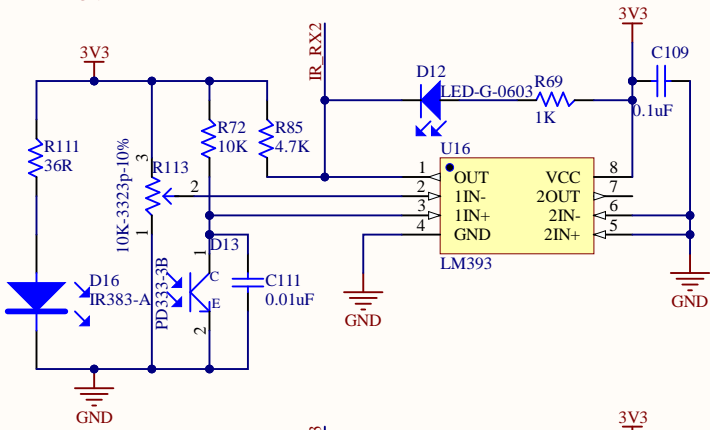 3V3
IR_RX2
3V3
C109
0.1uF
D12
LED-G-0603
R69
1K
R111
36R
10K-3323p-10%
3
R113
2
1
R72
10K
R85
4.7K
U16
1
OUT
VCC
8
2
1IN-
2OUT
7
3
1IN+
2IN-
6
4
GND
2IN+
5
LM393
D16
IR383-A
PD333-3B
1
D13
C
E
2
C111
0.01uF
GND
GND
GND
3V3